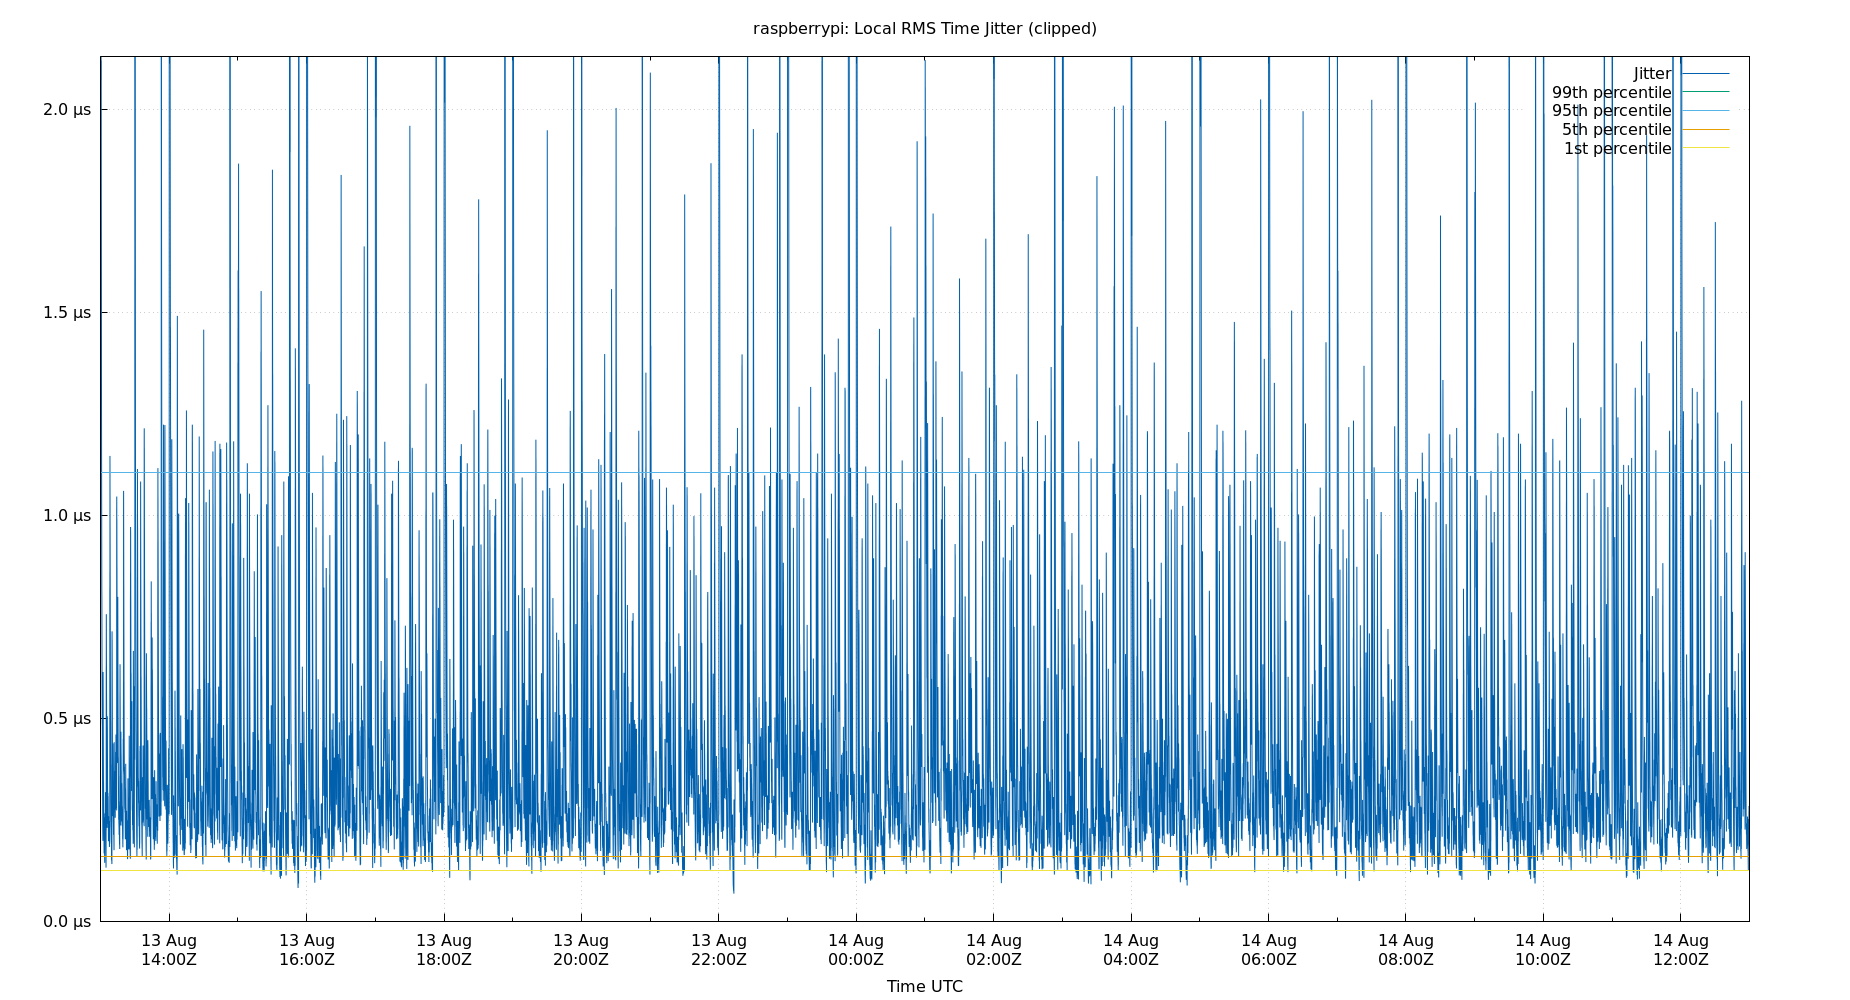 raspberrypi: Local RMS Time Jitter (clipped)
Jitter
99th percentile
95th percentile
5th percentile
1st percentile
2.0 µs
1.5 µs
1.0 µs
0.5 µs
0.0 µs
13 Aug 13 Aug 13 Aug 13 Aug 13 Aug 14 Aug 14 Aug 14 Aug 14 Aug 14 Aug 14 Aug 14 Aug
14:00Z 16:00Z 18:00Z 20:00Z 22:00Z 00:00Z 02:00Z 04:00Z 06:00Z 08:00Z 10:00Z 12:00Z
Time UTC